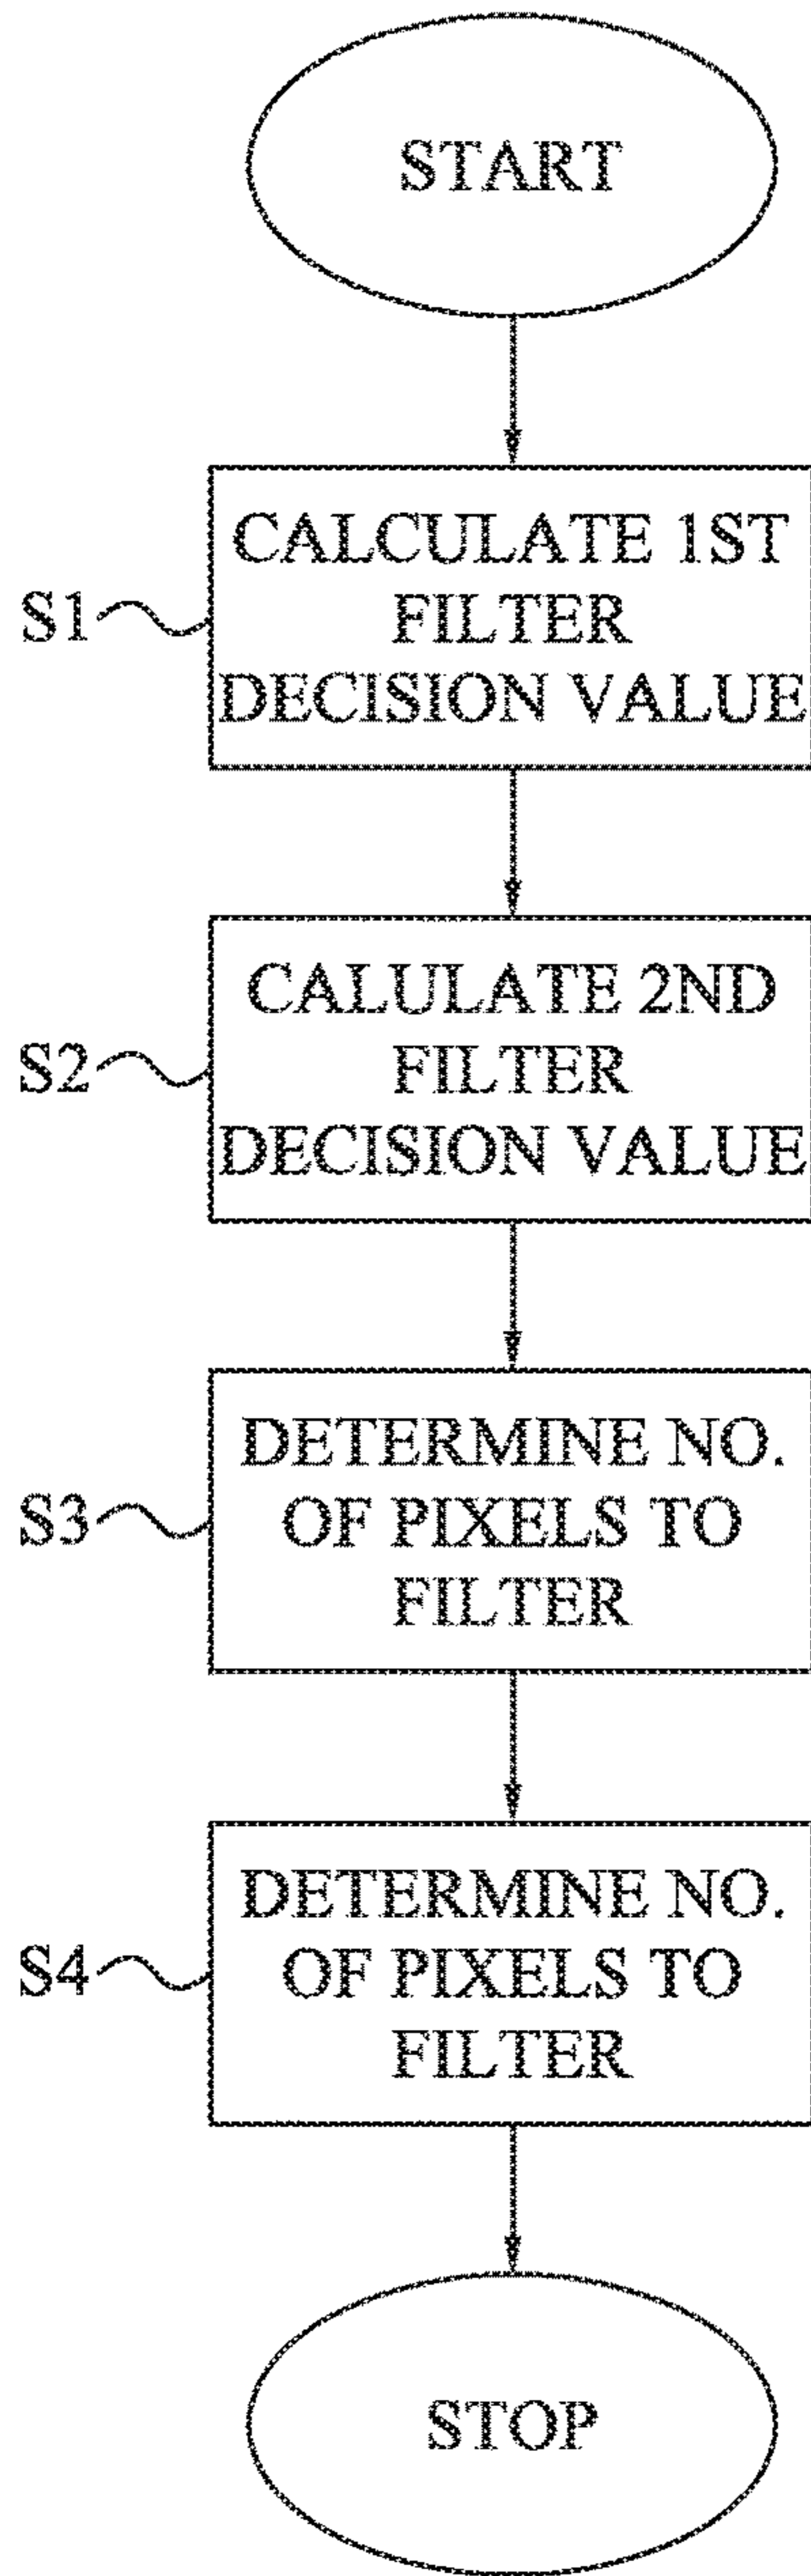 START
CALCULATE 1ST
FILTER
DECISION VALUE
S1
CALULATE 2ND
FILTER
DECISION VALUE
S2
DETERMINE NO.
OF PIXELS TO
FILTER
S3
DETERMINE NO.
OF PIXELS TO
FILTER
S4
STOP